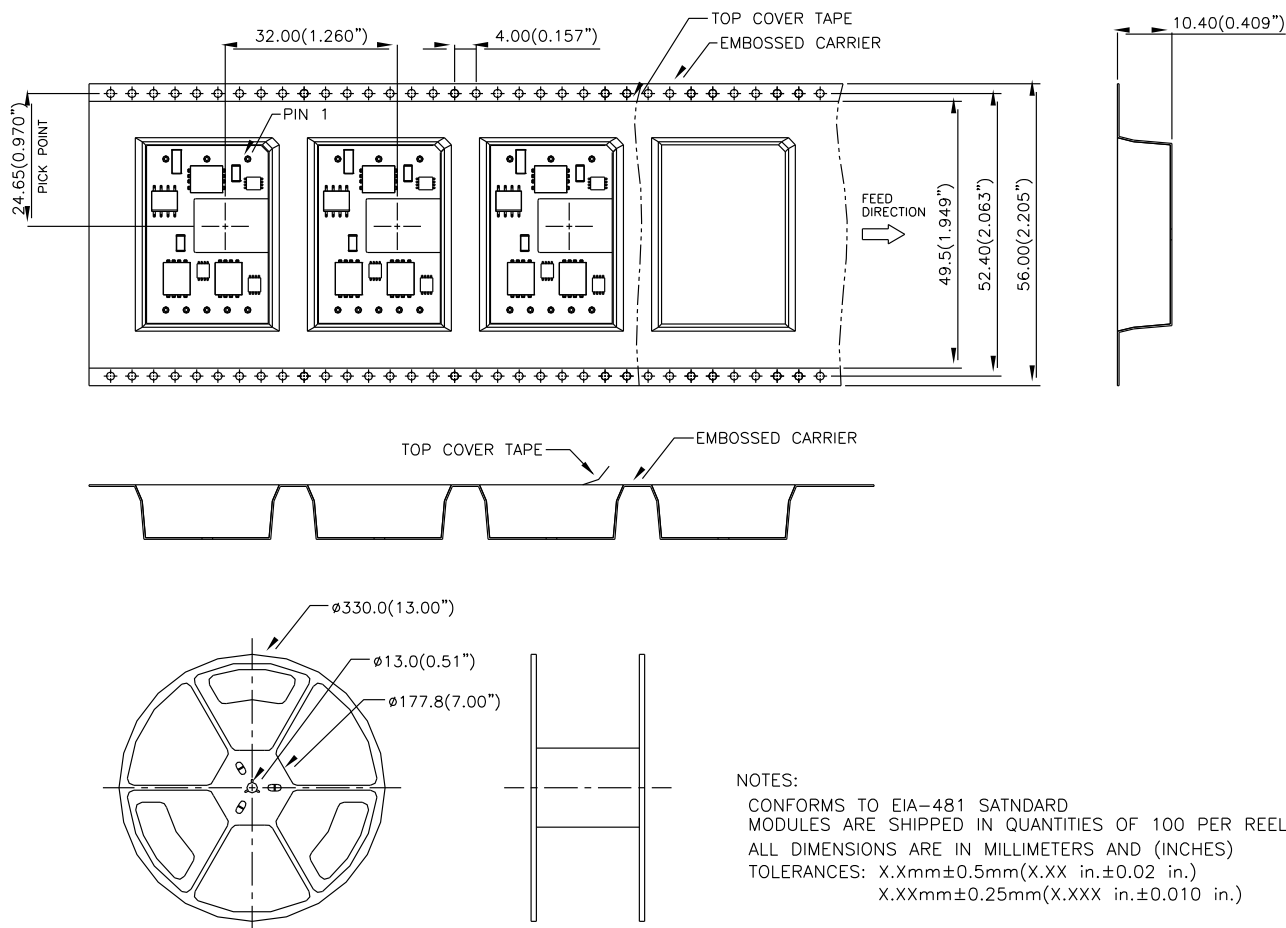 TOP COVER TAPE
EMBOSSED CARRIER
32.00(1.260”)
4.00(0.157”)
10.40(0.409”)
24.65(0.970”)
PICK POINT
PIN 1
FEED
DIRECTION
49.5(1.949”)
52.40(2.063”)
56.00(2.205”)
TOP COVER TAPE
EMBOSSED CARRIER
ø330.0(13.00”)
ø13.0(0.51”)
ø177.8(7.00”)
NOTES:
CONFORMS TO EIA-481 SATNDARD
MODULES ARE SHIPPED IN QUANTITIES OF 100 PER REEL
ALL DIMENSIONS ARE IN MILLIMETERS AND (INCHES)
TOLERANCES: X.Xmm±0.5mm(X.XX in.±0.02 in.)
X.XXmm±0.25mm(X.XXX in.±0.010 in.)